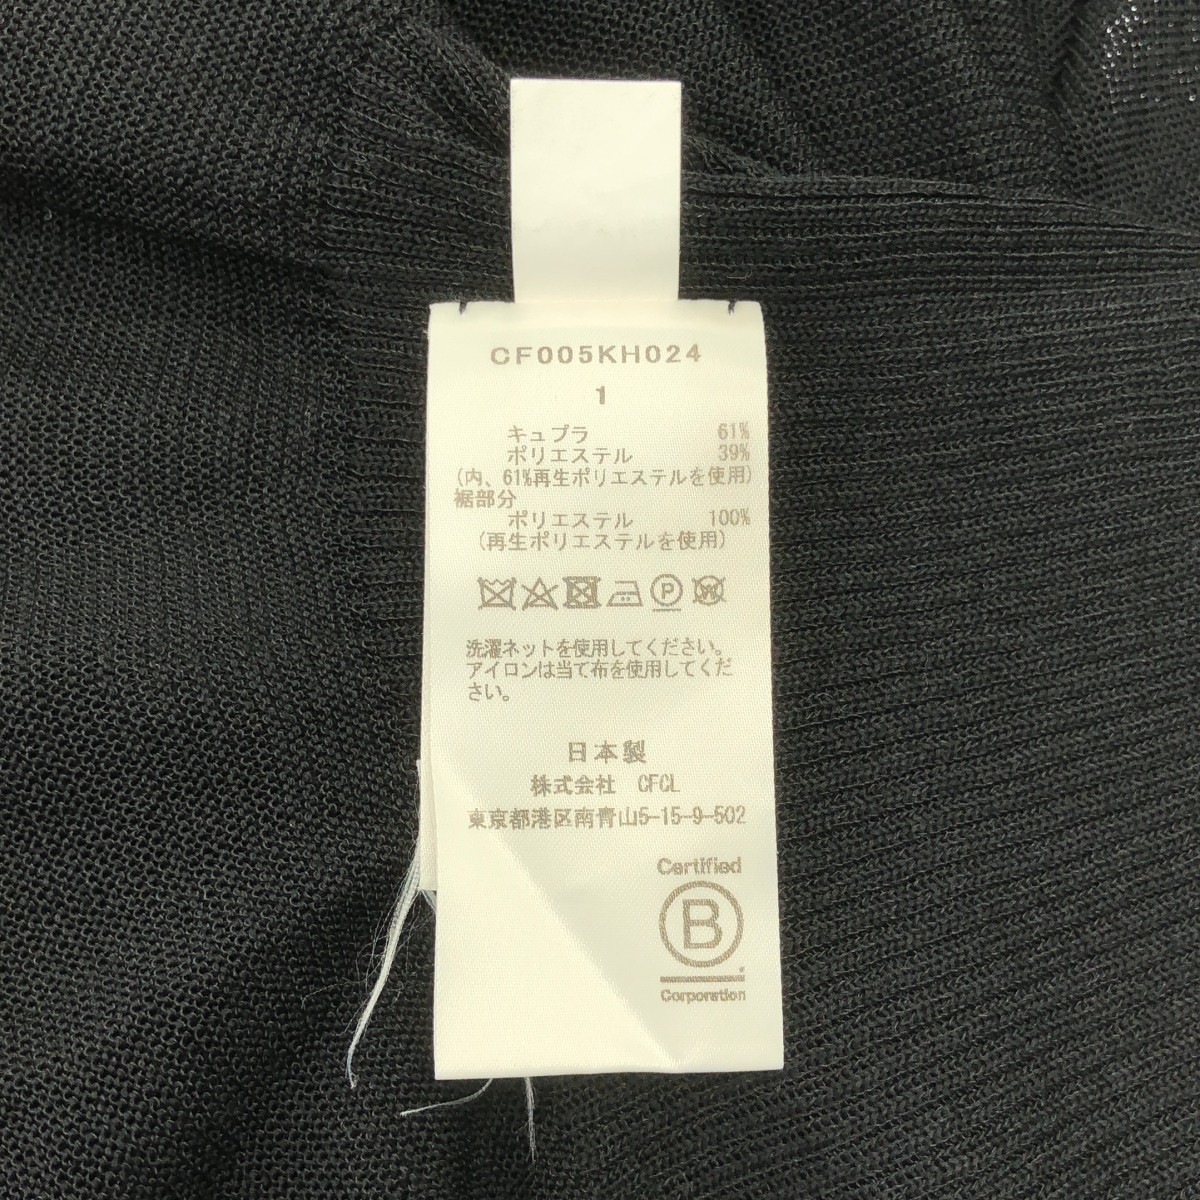 CF005KH024
1
キュプラ 61%
ポリエステル 39%
(内、61%再生ポリエステルを使用)
裾部分
ポリエステル 100%
(再生ポリエステルを使用)
P W
洗濯ネットを使用してください。
アイロンは当て布を使用してくだ
さい。
日本製
株式会社 CFCL
東京都港区南青山5-15-9-502
Certified
B
Corporation